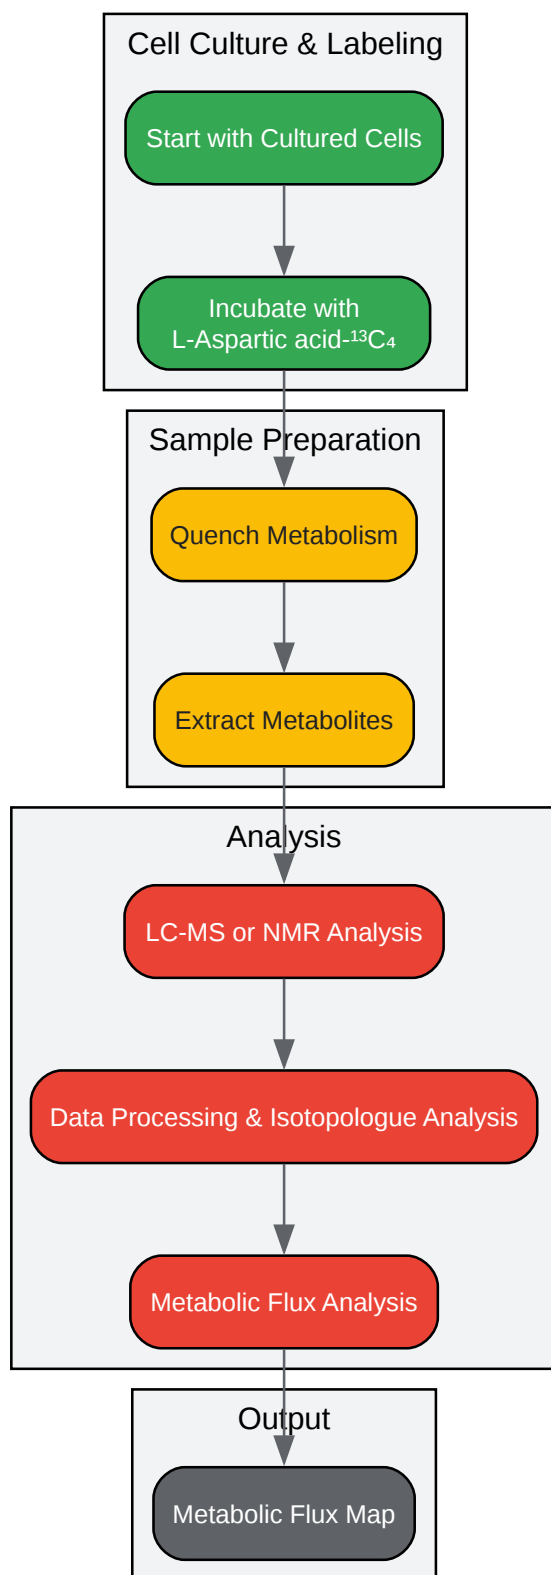 Cell Culture & Labeling
Start with Cultured Cells
Incubate with
L-Aspartic acid-¹³C₄
Sample Preparation
Quench Metabolism
Extract Metabolites
Analysis
LC-MS or NMR Analysis
Data Processing & Isotopologue Analysis
Metabolic Flux Analysis
Output
Metabolic Flux Map